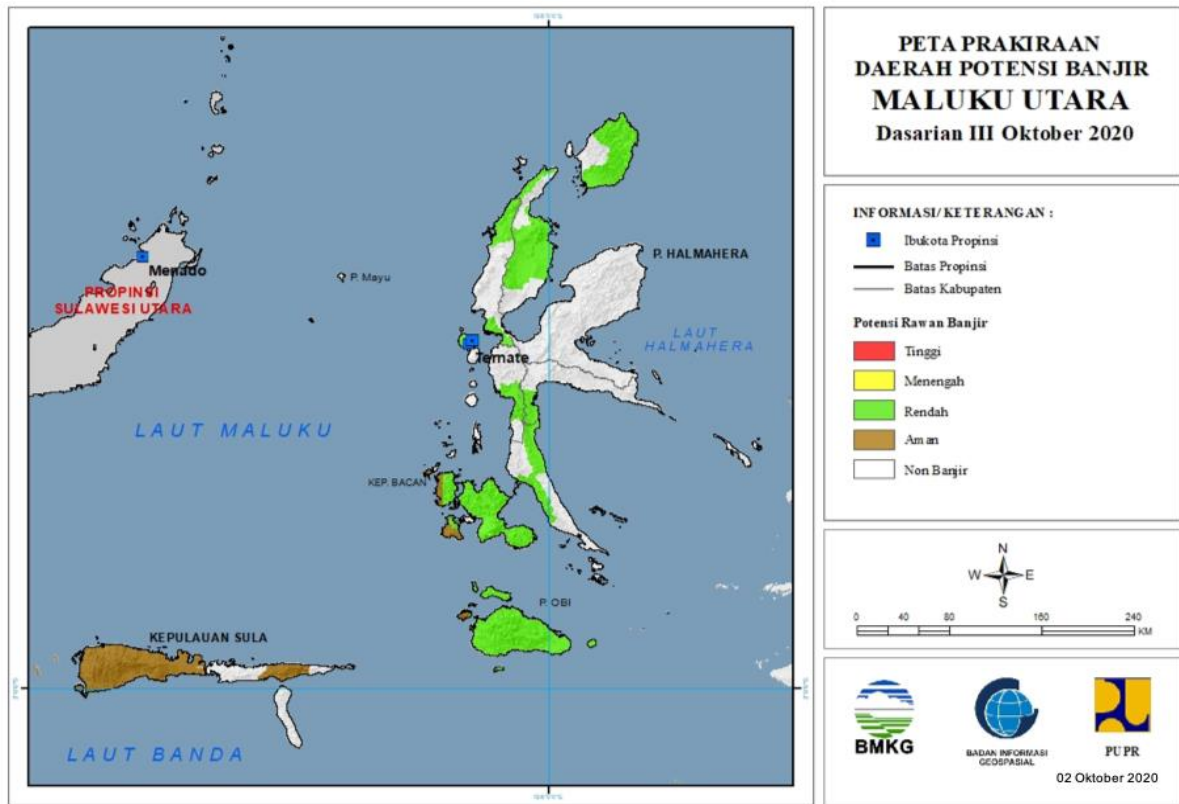 PETA PRAKIRAAN
DAERAH POTENSI BANJIR
MALUKU UTARA
Dasarian III Oktober 2020
INFORMASI/ KETERANGAN :
Ibukota Propinsi
Batas Propinsi
Batas Kabupaten
Potensi Rawan Banjir
Tinggi
Menengah
Rendah
Aman
Non Banjir
N
W E
S
0 40 80 160 240
KM
BMKG
BADAN INFORMASI
GEOSPASIAL
PUPR
02 Oktober 2020
Menado
PROPINSI
SULAWESI UTARA
P. Mayu
P. HALMAHERA
LAUT
HALMAHERA
Ternate
LAUT MALUKU
KEP. BACAN
P. OBI
KEPULAUAN SULA
LAUT BANDA